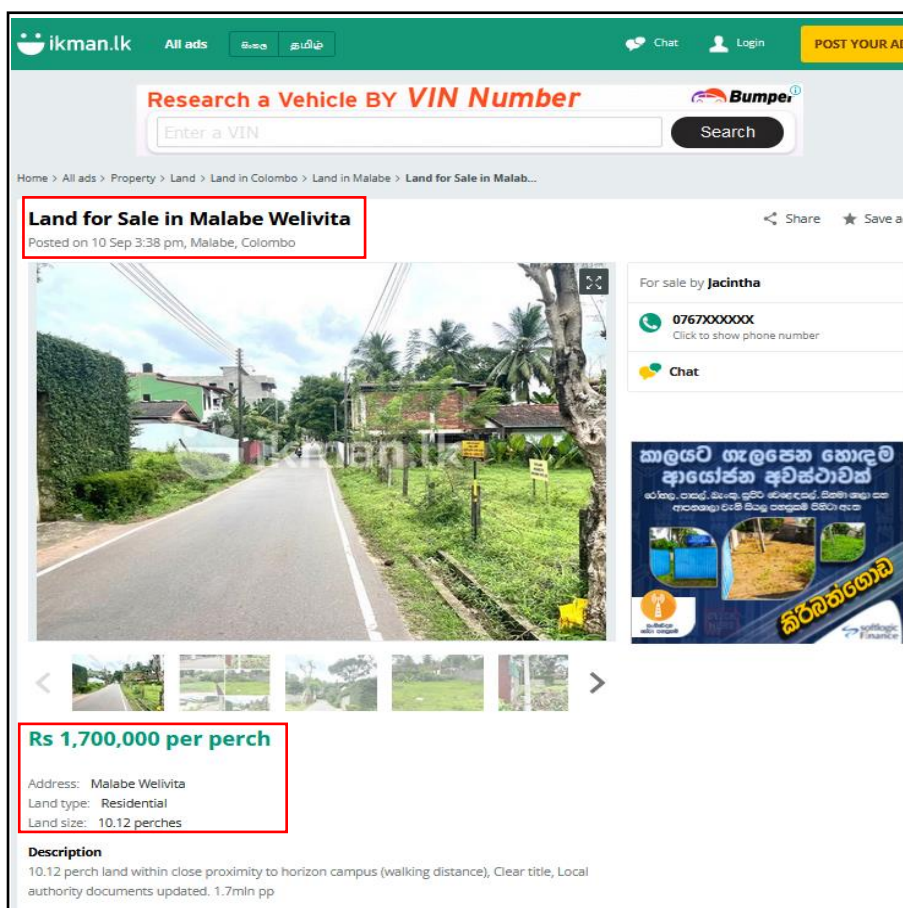 ikman.lk All ads සිංහල தமிழ் Chat Login POST YOUR AD
Research a Vehicle BY VIN Number Bumper
Enter a VIN Search
Home > All ads > Property > Land > Land in Colombo > Land in Malabe > Land for Sale in Malab...
Land for Sale in Malabe Welivita
Share Save a
Posted on 10 Sep 3:38 pm, Malabe, Colombo
For sale by Jacintha
0767XXXXXX
Click to show phone number
Chat
ikman.lk
කාලයට ගැලපෙන හොඳම
ආයෝජන අවස්ථාවක්
කිරිබත්ගොඩ
softlogic
Finance
Rs 1,700,000 per perch
Address: Malabe Welivita
Land type: Residential
Land size: 10.12 perches
Description
10.12 perch land within close proximity to horizon campus (walking distance), Clear title, Local
authority documents updated. 1.7mln pp